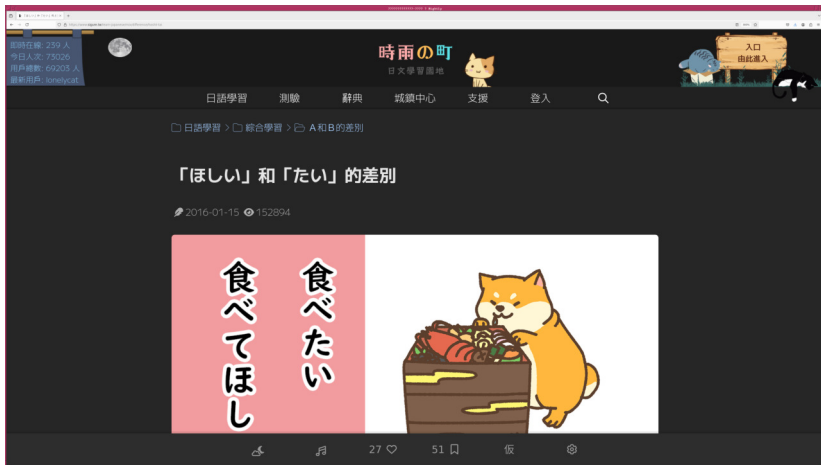 即時在線: 239 人
今日人次: 73026
用戶總數: 69203 人
最新用戶: lonelycat
時雨の町
日文學習園地
入口
由此進入
日語學習 測驗 辭典 城鎮中心 支援 登入
日語學習 > 綜合學習 > A和B的差別
「ほしい」和「たい」的差別
2016-01-15 152894
食べたい
食べてほし
27 51 仮